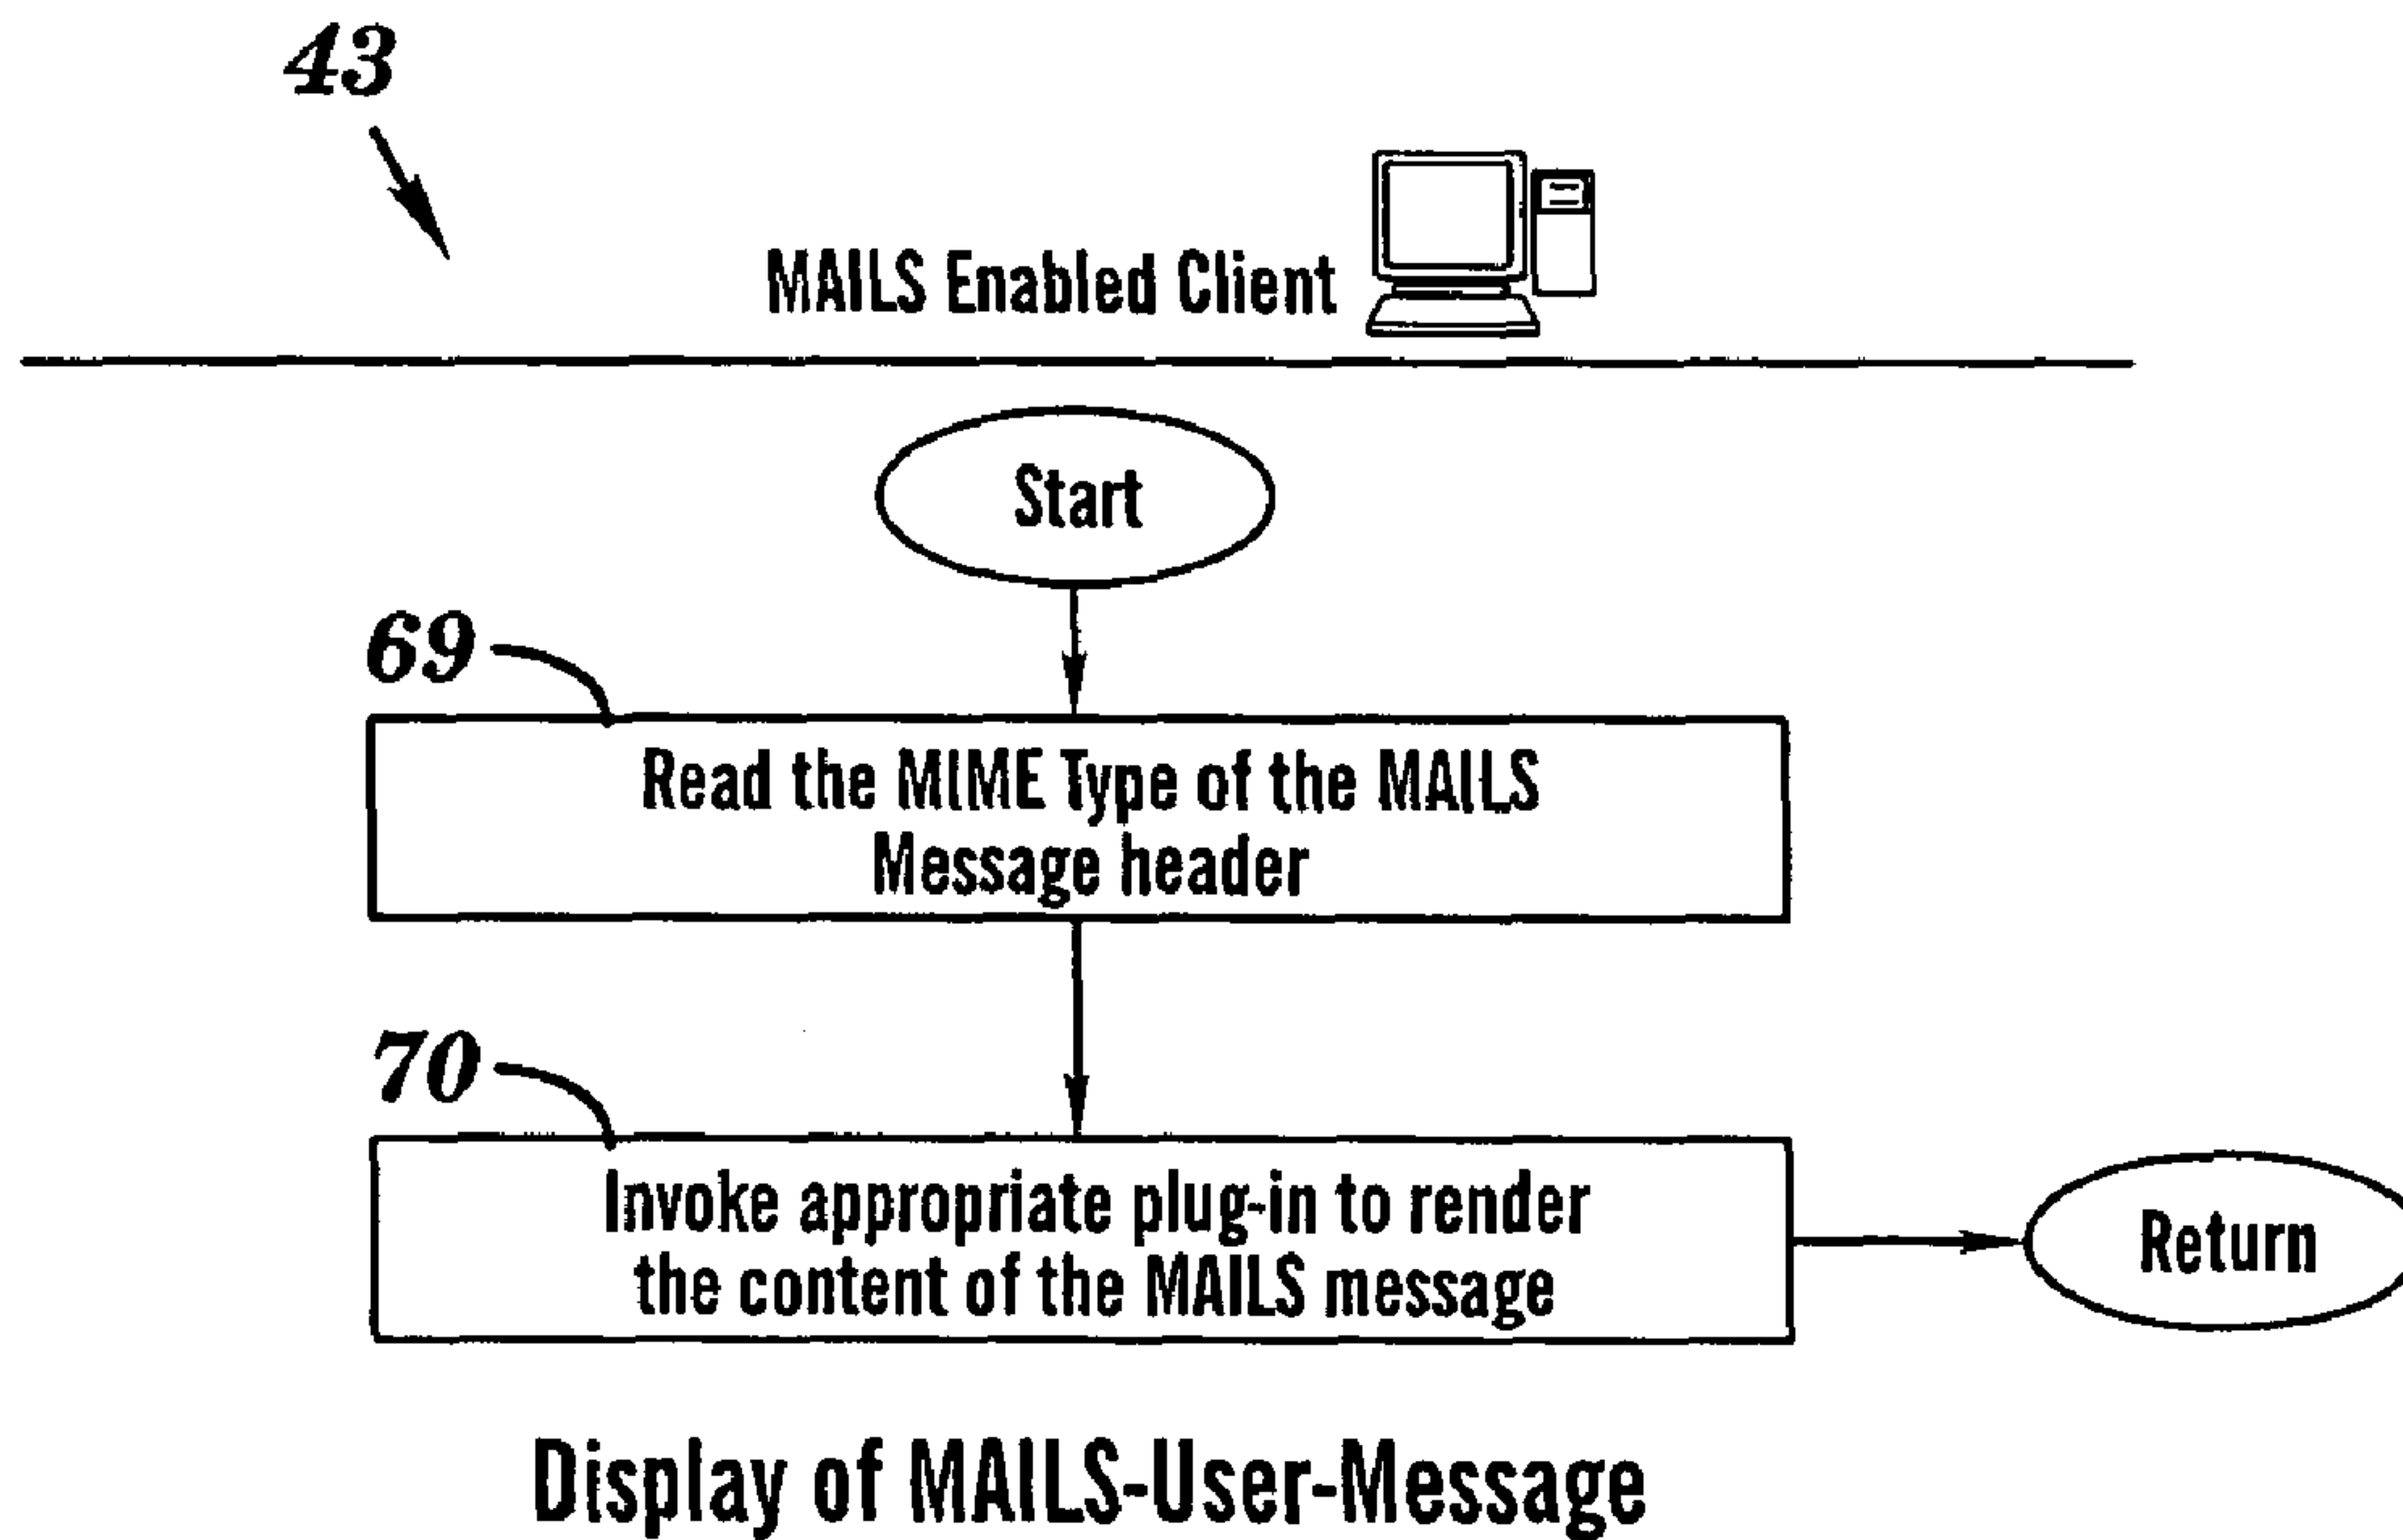 43
MAILS Enabled Client
Start
69
Read the MIME Type of the MAILS
Message header
70
Invoke appropriate plug-in to render
the content of the MAILS message
Return
Display of MAILS-User-Message